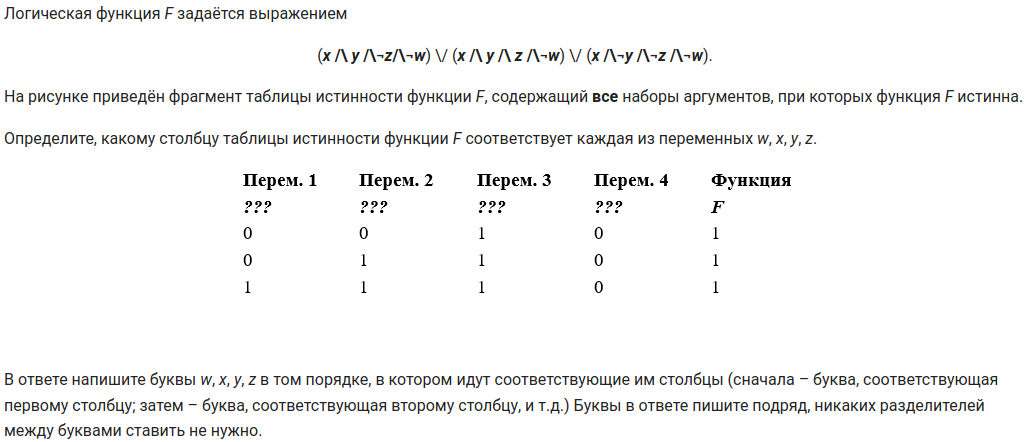 Логическая функция F задаётся выражением
(x /\ y /\¬z/\¬w) \/ (x /\ y /\ z /\¬w) \/ (x /\¬y /\¬z /\¬w).
На рисунке приведён фрагмент таблицы истинности функции F, содержащий все наборы аргументов, при которых функция F истинна.
Определите, какому столбцу таблицы истинности функции F соответствует каждая из переменных w, x, y, z.
Перем. 1 Перем. 2 Перем. 3 Перем. 4 Функция
??? ??? ??? ??? F
0 0 1 0 1
0 1 1 0 1
1 1 1 0 1
В ответе напишите буквы w, x, y, z в том порядке, в котором идут соответствующие им столбцы (сначала – буква, соответствующая
первому столбцу; затем – буква, соответствующая второму столбцу, и т.д.) Буквы в ответе пишите подряд, никаких разделителей
между буквами ставить не нужно.